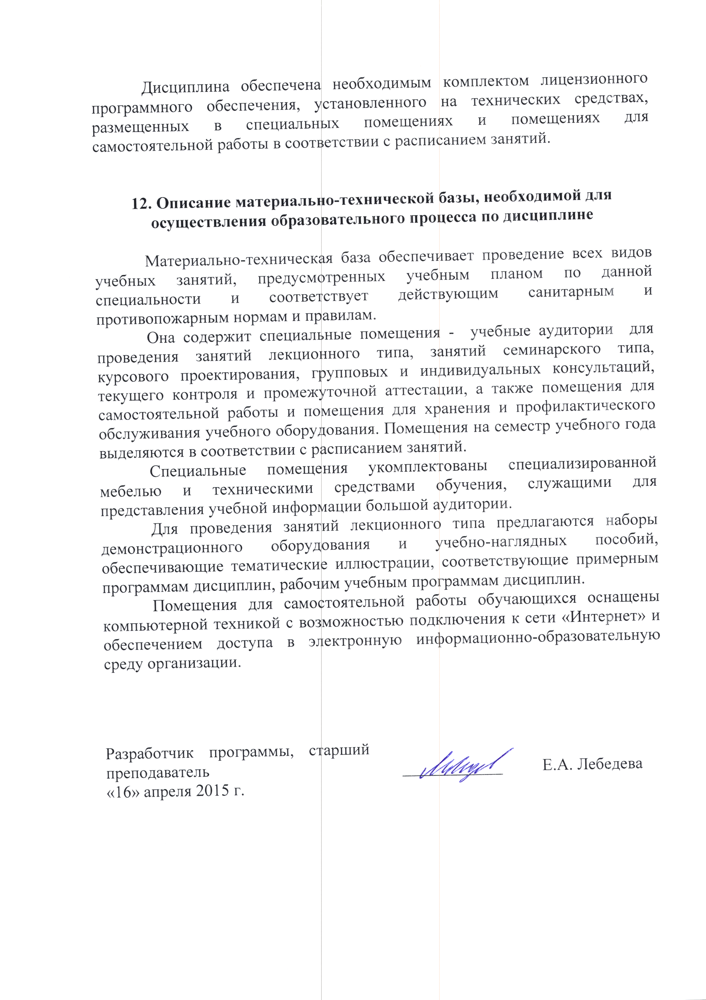 Дисциплина обеспечена необходимым комплектом лицензионного
программного обеспечения, установленного на технических средствах,
размещенных в специальных помещениях и помещениях для
самостоятельной работы в соответствии с расписанием занятий.
12. Описание материально-технической базы, необходимой для
осуществления образовательного процесса по дисциплине
Материально-техническая база обеспечивает проведение всех видов
учебных занятий, предусмотренных учебным планом по данной
специальности и соответствует действующим санитарным и
противопожарным нормам и правилам.
Она содержит специальные помещения - учебные аудитории для
проведения занятий лекционного типа, занятий семинарского типа,
курсового проектирования, групповых и индивидуальных консультаций,
текущего контроля и промежуточной аттестации, а также помещения для
самостоятельной работы и помещения для хранения и профилактического
обслуживания учебного оборудования. Помещения на семестр учебного года
выделяются в соответствии с расписанием занятий.
Специальные помещения укомплектованы специализированной
мебелью и техническими средствами обучения, служащими для
представления учебной информации большой аудитории.
Для проведения занятий лекционного типа предлагаются наборы
демонстрационного оборудования и учебно-наглядных пособий,
обеспечивающие тематические иллюстрации, соответствующие примерным
программам дисциплин, рабочим учебным программам дисциплин.
Помещения для самостоятельной работы обучающихся оснащены
компьютерной техникой с возможностью подключения к сети «Интернет» и
обеспечением доступа в электронную информационно-образовательную
среду организации.
Разработчик программы, старший
преподаватель
Е.А. Лебедева
«16» апреля 2015 г.